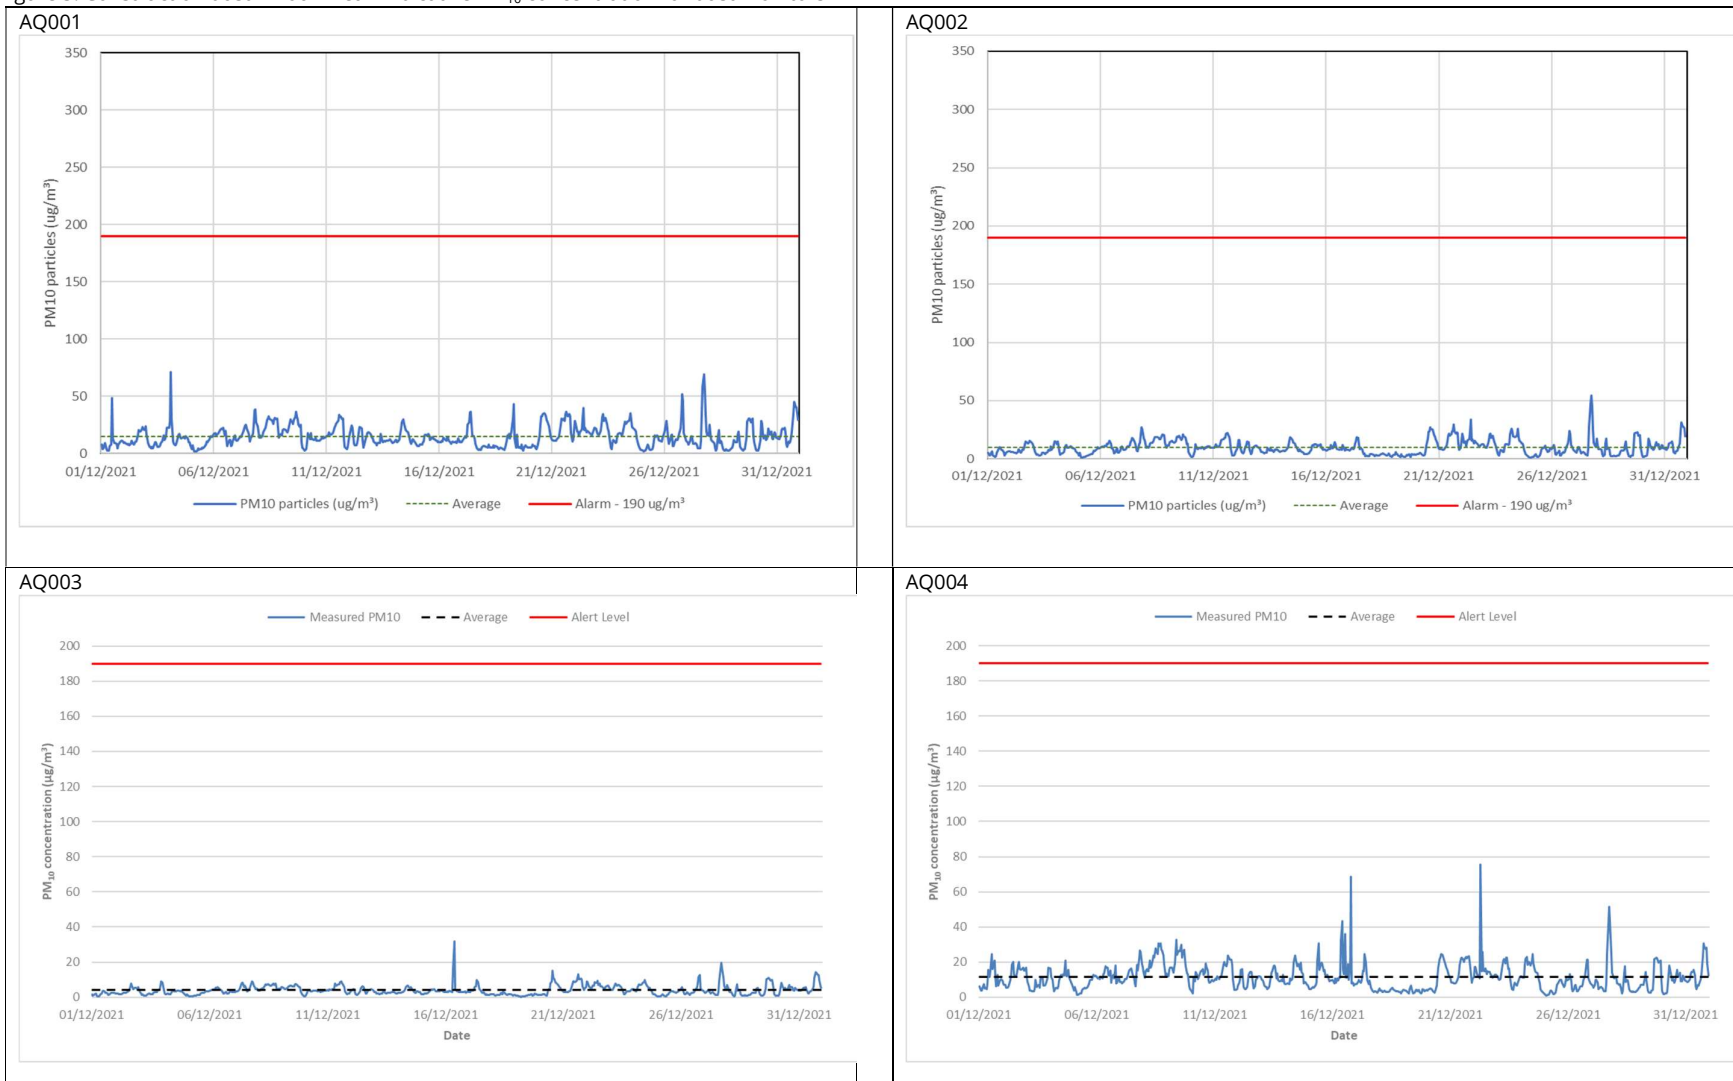 AQ001
350
300
250
200
150
100
50
0
PM10 particles (ug/m³)
01/12/2021 06/12/2021 11/12/2021 16/12/2021 21/12/2021 26/12/2021 31/12/2021
PM10 particles (ug/m³) Average Alarm - 190 ug/m³
AQ002
350
300
250
200
150
100
50
0
PM10 particles (ug/m³)
01/12/2021 06/12/2021 11/12/2021 16/12/2021 21/12/2021 26/12/2021 31/12/2021
PM10 particles (ug/m³) Average Alarm - 190 ug/m³
AQ003
Measured PM10 Average Alert Level
200
180
160
140
120
100
80
60
40
20
0
PM₁₀ concentration (µg/m³)
01/12/2021 06/12/2021 11/12/2021 16/12/2021 21/12/2021 26/12/2021 31/12/2021
Date
AQ004
Measured PM10 Average Alert Level
200
180
160
140
120
100
80
60
40
20
0
PM₁₀ concentration (µg/m³)
01/12/2021 06/12/2021 11/12/2021 16/12/2021 21/12/2021 26/12/2021 31/12/2021
Date